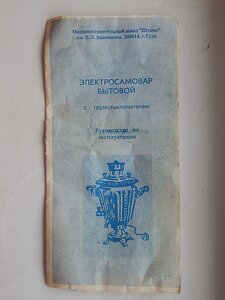 Машиностроительный завод "Штамп"
им. Б.Л. Ванникова, 300014, г.Тула
ЭЛЕКТРОСАМОВАР
БЫТОВОЙ
с термовыключателем
Руководство по
эксплуатации